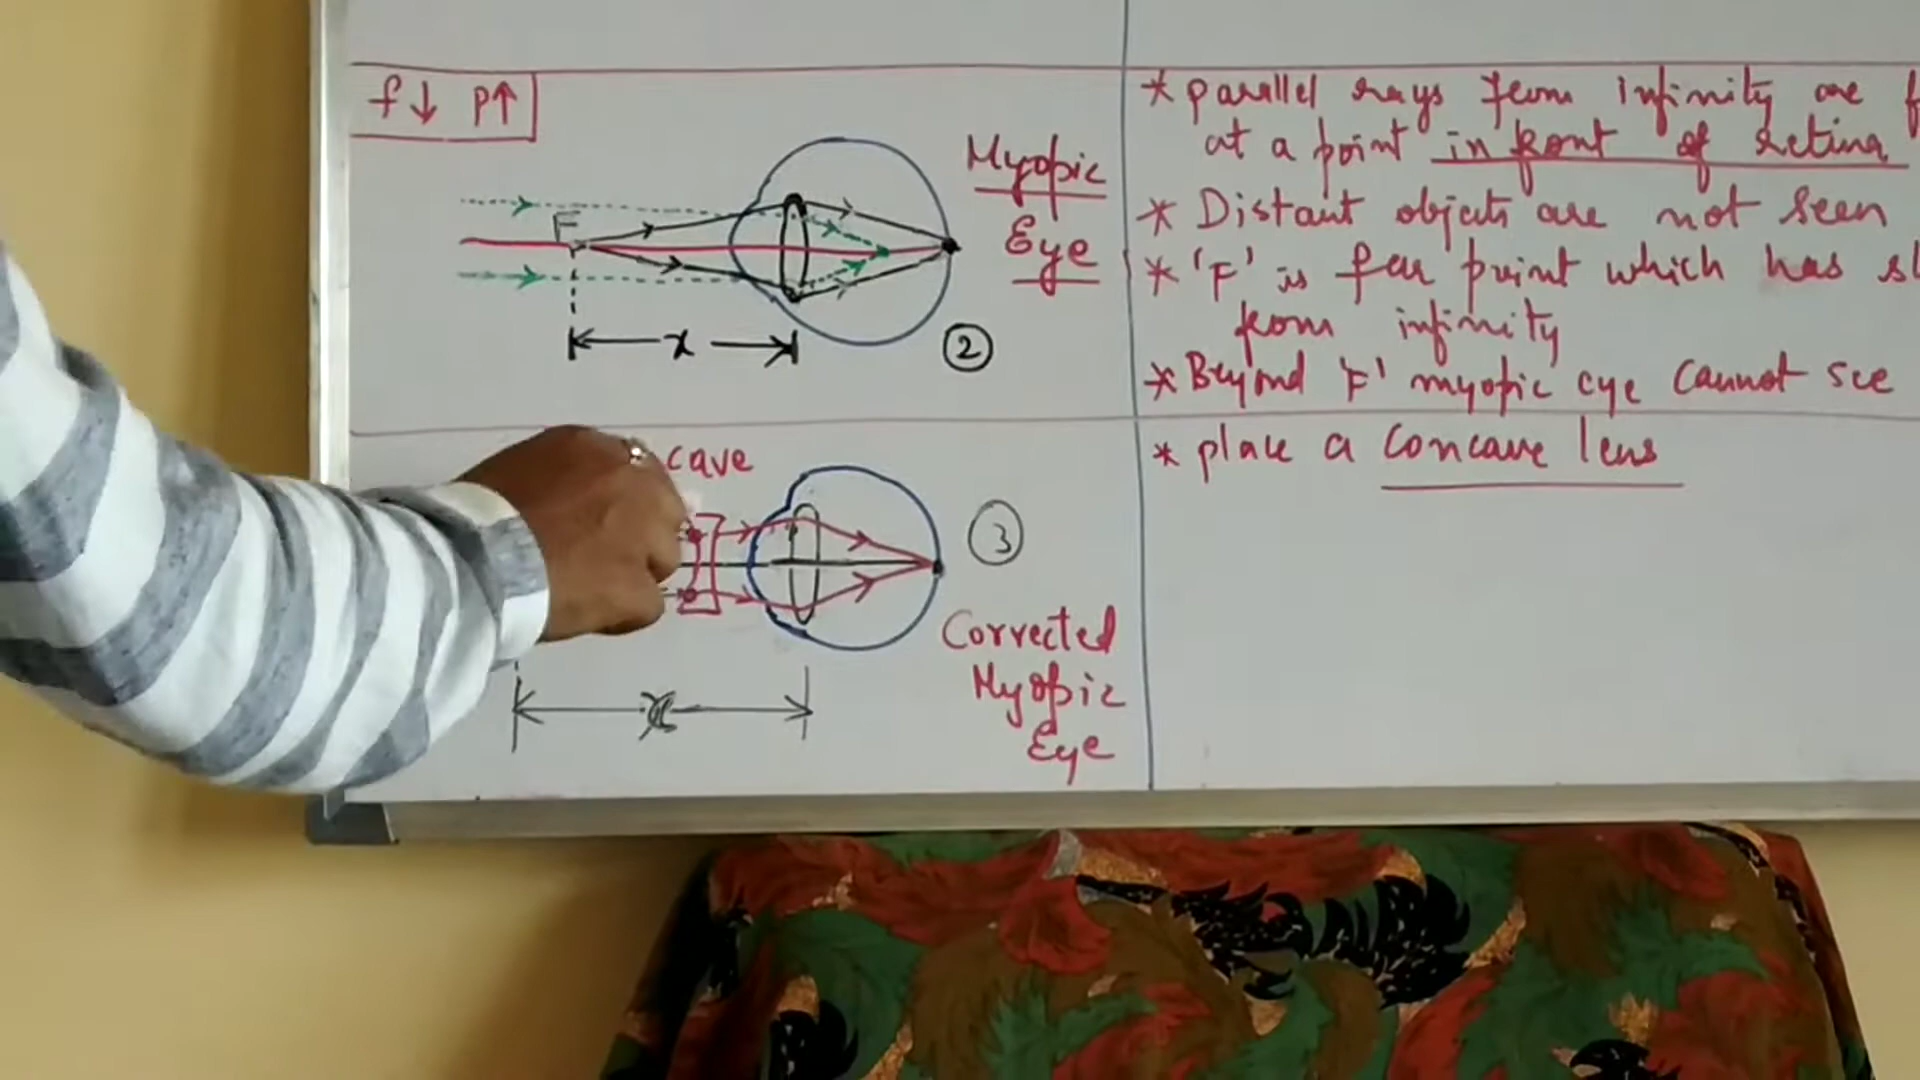 f↓ P↑
Myopic
Eye
F
x
②
* parallel rays from infinity are
at a point in front of retina
* Distant objects are not seen
* 'F' is far point which has
from infinity
* Beyond 'F' myopic eye cannot see
cave
③
Corrected
Myopic
Eye
x
* place a concave lens